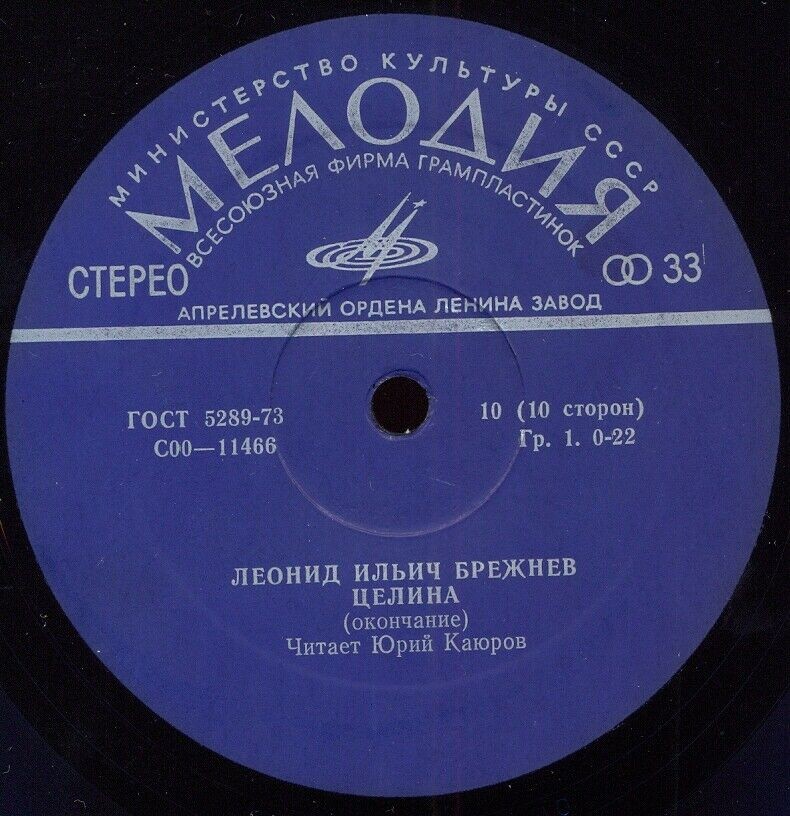 МИНИСТЕРСТВО КУЛЬТУРЫ СССР
МЕЛОДИЯ
ВСЕСОЮЗНАЯ ФИРМА ГРАМПЛАСТИНОК
СТЕРЕО
33
АПРЕЛЕВСКИЙ ОРДЕНА ЛЕНИНА ЗАВОД
ГОСТ 5289-73
10 (10 сторон)
С00—11466
Гр. 1. 0-22
ЛЕОНИД ИЛЬИЧ БРЕЖНЕВ
ЦЕЛИНА
(окончание)
Читает Юрий Каюров